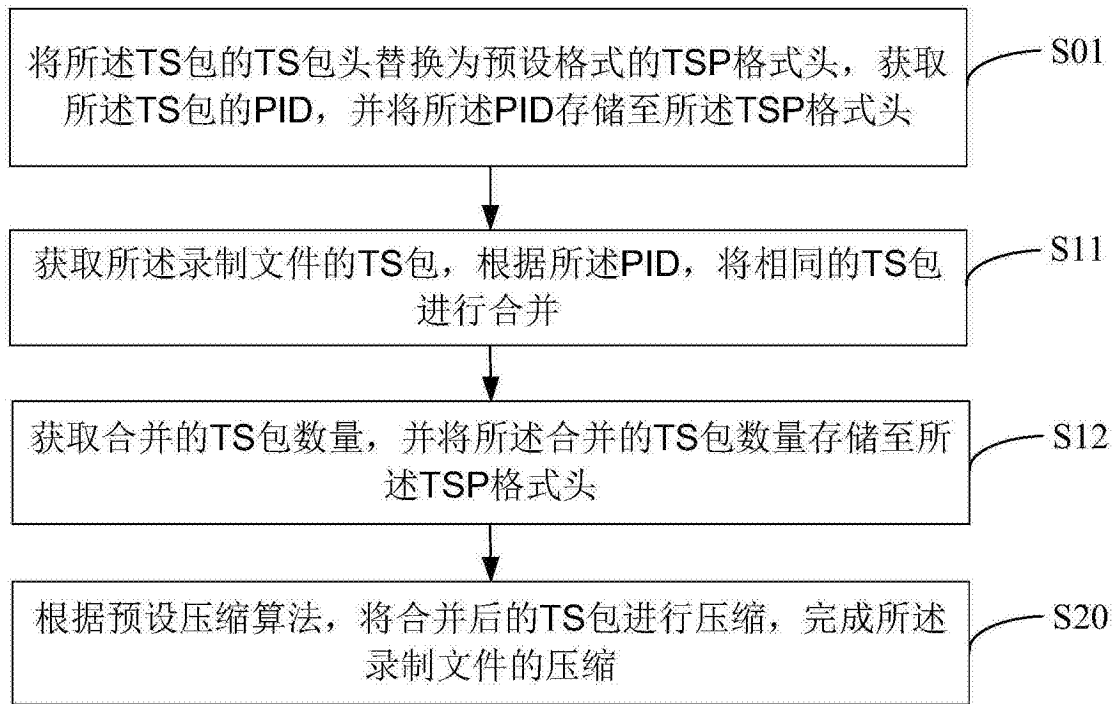 将所述TS包的TS包头替换为预设格式的TSP格式头，获取
所述TS包的PID，并将所述PID存储至所述TSP格式头
S01
获取所述录制文件的TS包，根据所述PID，将相同的TS包
进行合并
S11
获取合并的TS包数量，并将所述合并的TS包数量存储至所
述TSP格式头
S12
根据预设压缩算法，将合并后的TS包进行压缩，完成所述
录制文件的压缩
S20